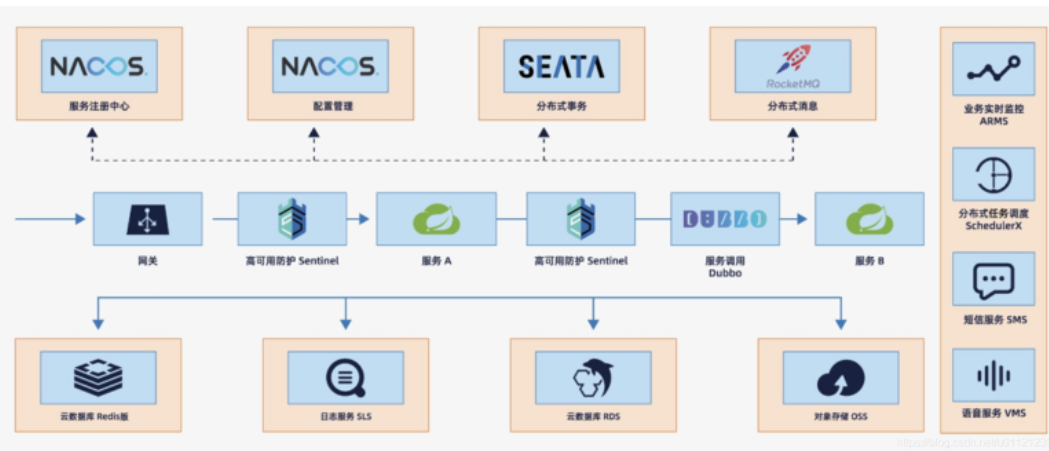 NACOS.
服务注册中心
NACOS.
配置管理
SEATA
分布式事务
RocketMQ
分布式消息
网关
高可用防护 Sentinel
服务 A
高可用防护 Sentinel
DUBBO
服务调用
Dubbo
服务 B
云数据库 Redis版
日志服务 SLS
云数据库 RDS
对象存储 OSS
业务实时监控
ARMS
分布式任务调度
SchedulerX
短信服务 SMS
语音服务 VMS